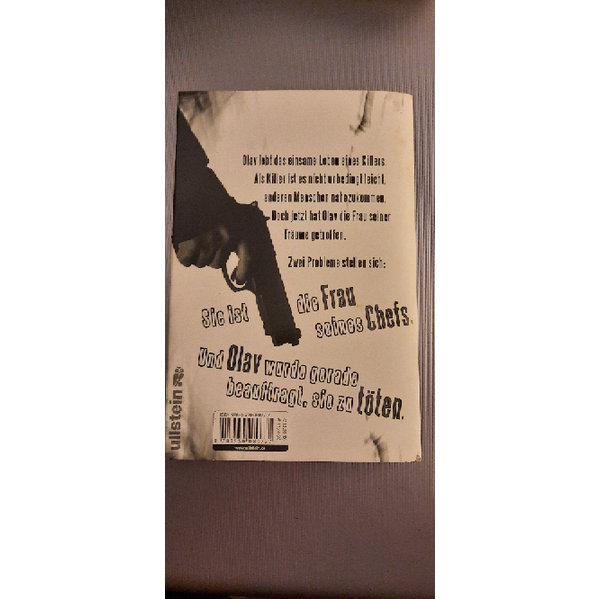 Olav lebt das einsame Leben eines Killers.
Als Killer ist es nicht unbedingt leicht,
anderen Menschen nahezukommen.
Doch jetzt hat Olav die Frau seiner
Träume getroffen.
Zwei Probleme stellen sich:
Sie ist die Frau
seines Chefs.
Und Olav wurde gerade
beauftragt, sie zu töten.
ullstein